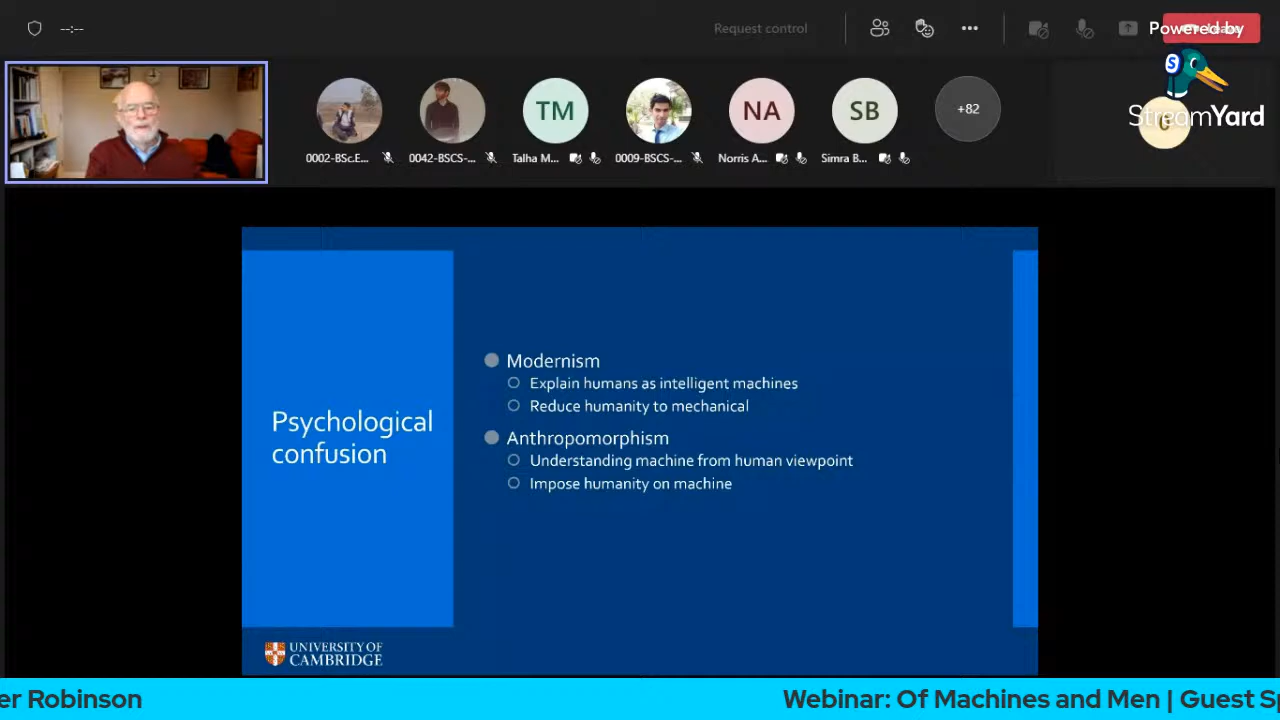 --:--
Request control
Powered by
StreamYard
TM
NA
SB
+82
0002-BSc.E...
0042-BSCS-...
Talha M...
0009-BSCS-...
Norris A...
Simra B...
Psychological
confusion
Modernism
Explain humans as intelligent machines
Reduce humanity to mechanical
Anthropomorphism
Understanding machine from human viewpoint
Impose humanity on machine
UNIVERSITY OF
CAMBRIDGE
er Robinson
Webinar: Of Machines and Men | Guest Sp